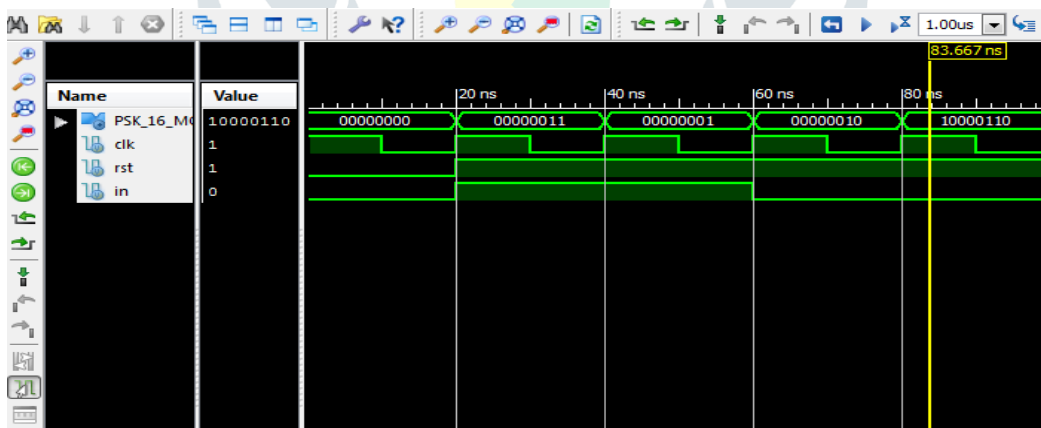 1.00us
83.667 ns
20 ns 40 ns 60 ns 80 ns
Name Value
PSK_16_M 10000110 00000000 00000011 00000001 00000010 10000110
clk 1
rst 1
in 0